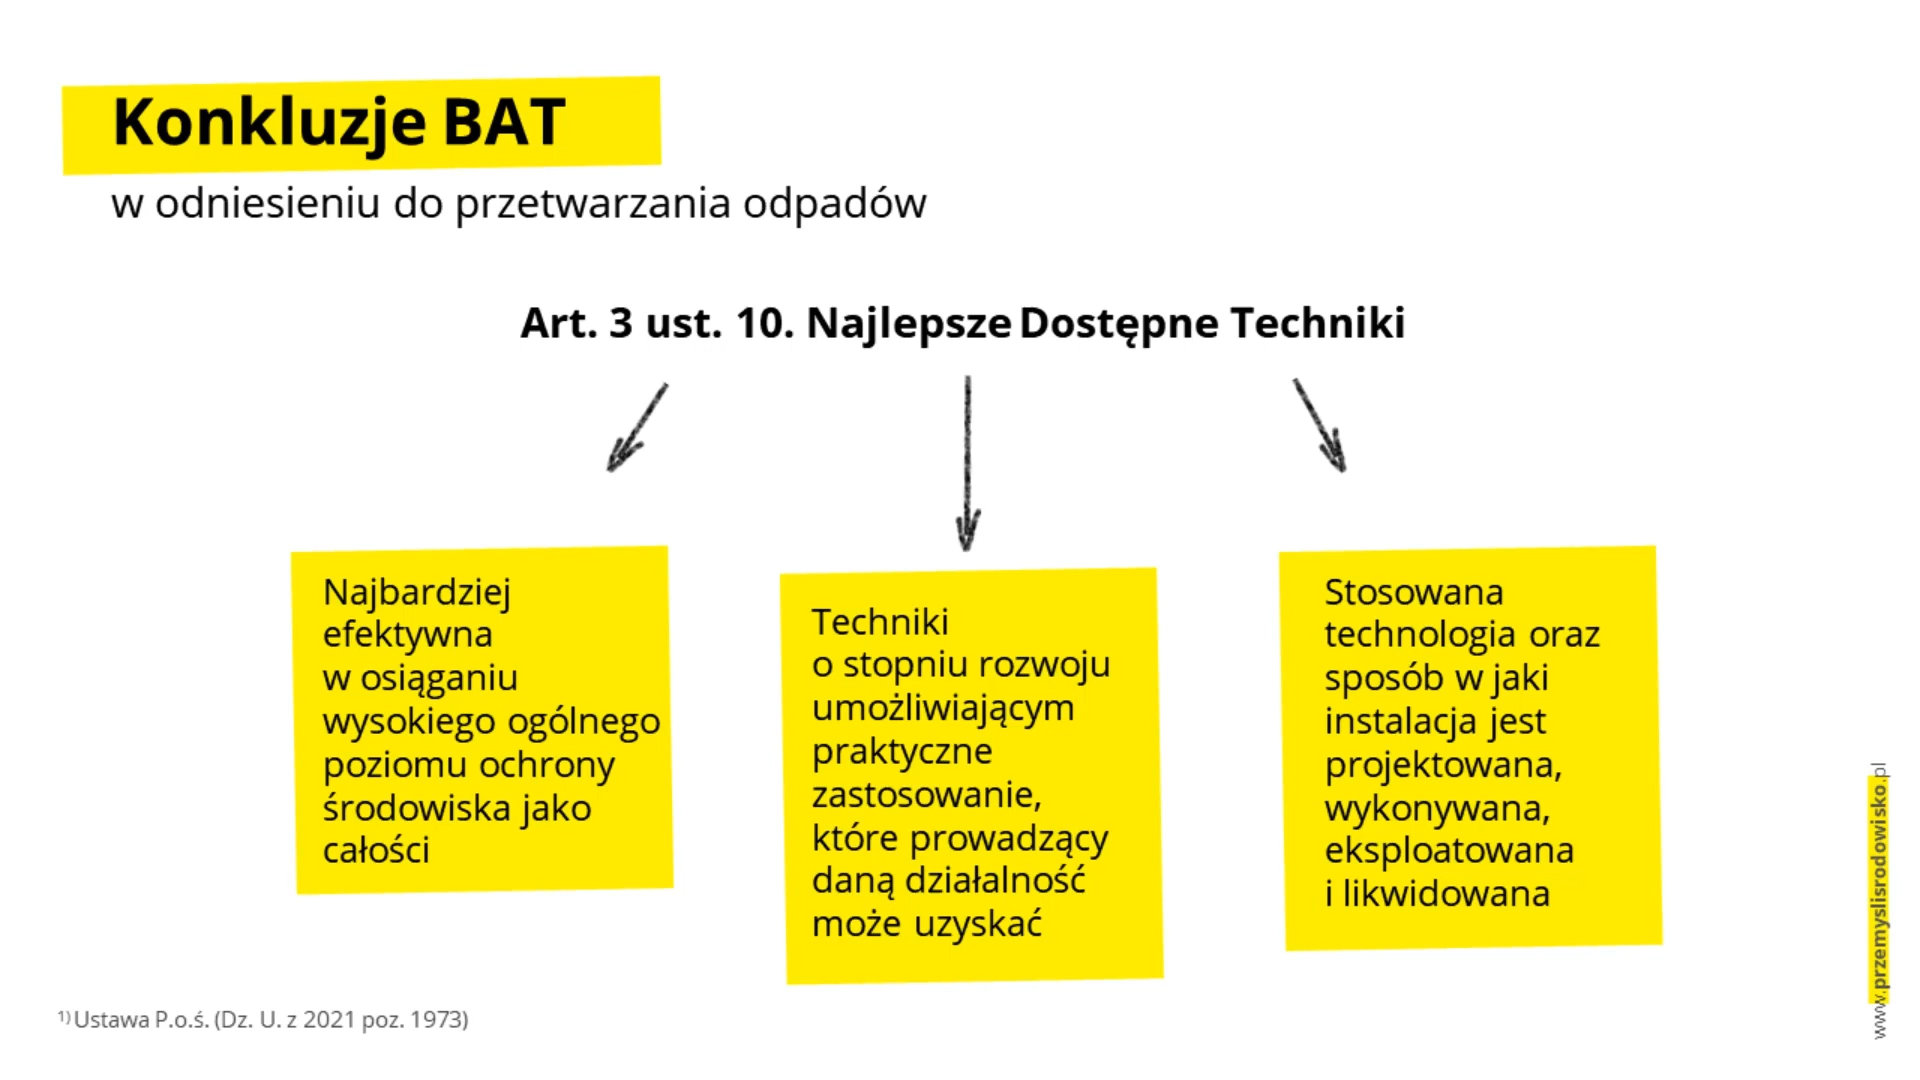 Konkluzje BAT
w odniesieniu do przetwarzania odpadów
Art. 3 ust. 10. Najlepsze Dostępne Techniki
Najbardziej
efektywna
w osiąganiu
wysokiego ogólnego
poziomu ochrony
środowiska jako
całości
Techniki
o stopniu rozwoju
umożliwiającym
praktyczne
zastosowanie,
które prowadzący
daną działalność
może uzyskać
Stosowana
technologia oraz
sposób w jaki
instalacja jest
projektowana,
wykonywana,
eksploatowana
i likwidowana
1) Ustawa P.o.ś. (Dz. U. z 2021 poz. 1973)
www.przemyslisrodowisko.pl